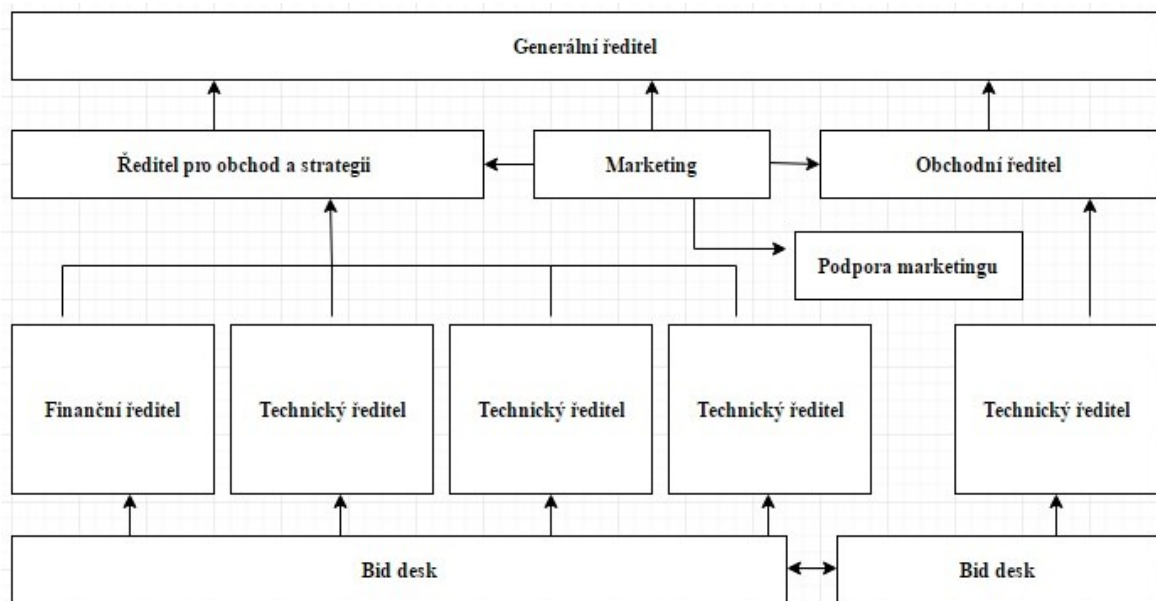 Generální ředitel
Ředitel pro obchod a strategii
Marketing
Obchodní ředitel
Podpora marketingu
Finanční ředitel
Technický ředitel
Technický ředitel
Technický ředitel
Technický ředitel
Bid desk
Bid desk